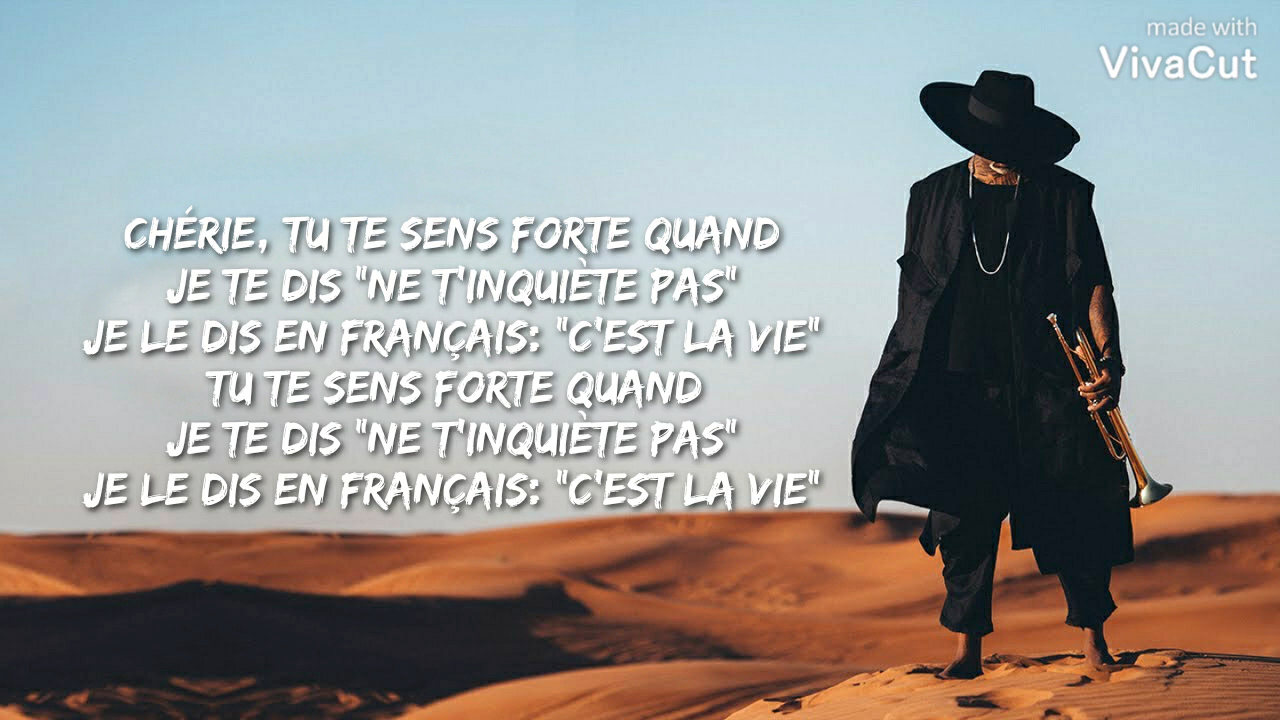 made with
VivaCut
CHÉRIE, TU TE SENS FORTE QUAND
JE TE DIS "NE T'INQUIÈTE PAS"
JE LE DIS EN FRANÇAIS: "C'EST LA VIE"
TU TE SENS FORTE QUAND
JE TE DIS "NE T'INQUIÈTE PAS"
JE LE DIS EN FRANÇAIS: "C'EST LA VIE"